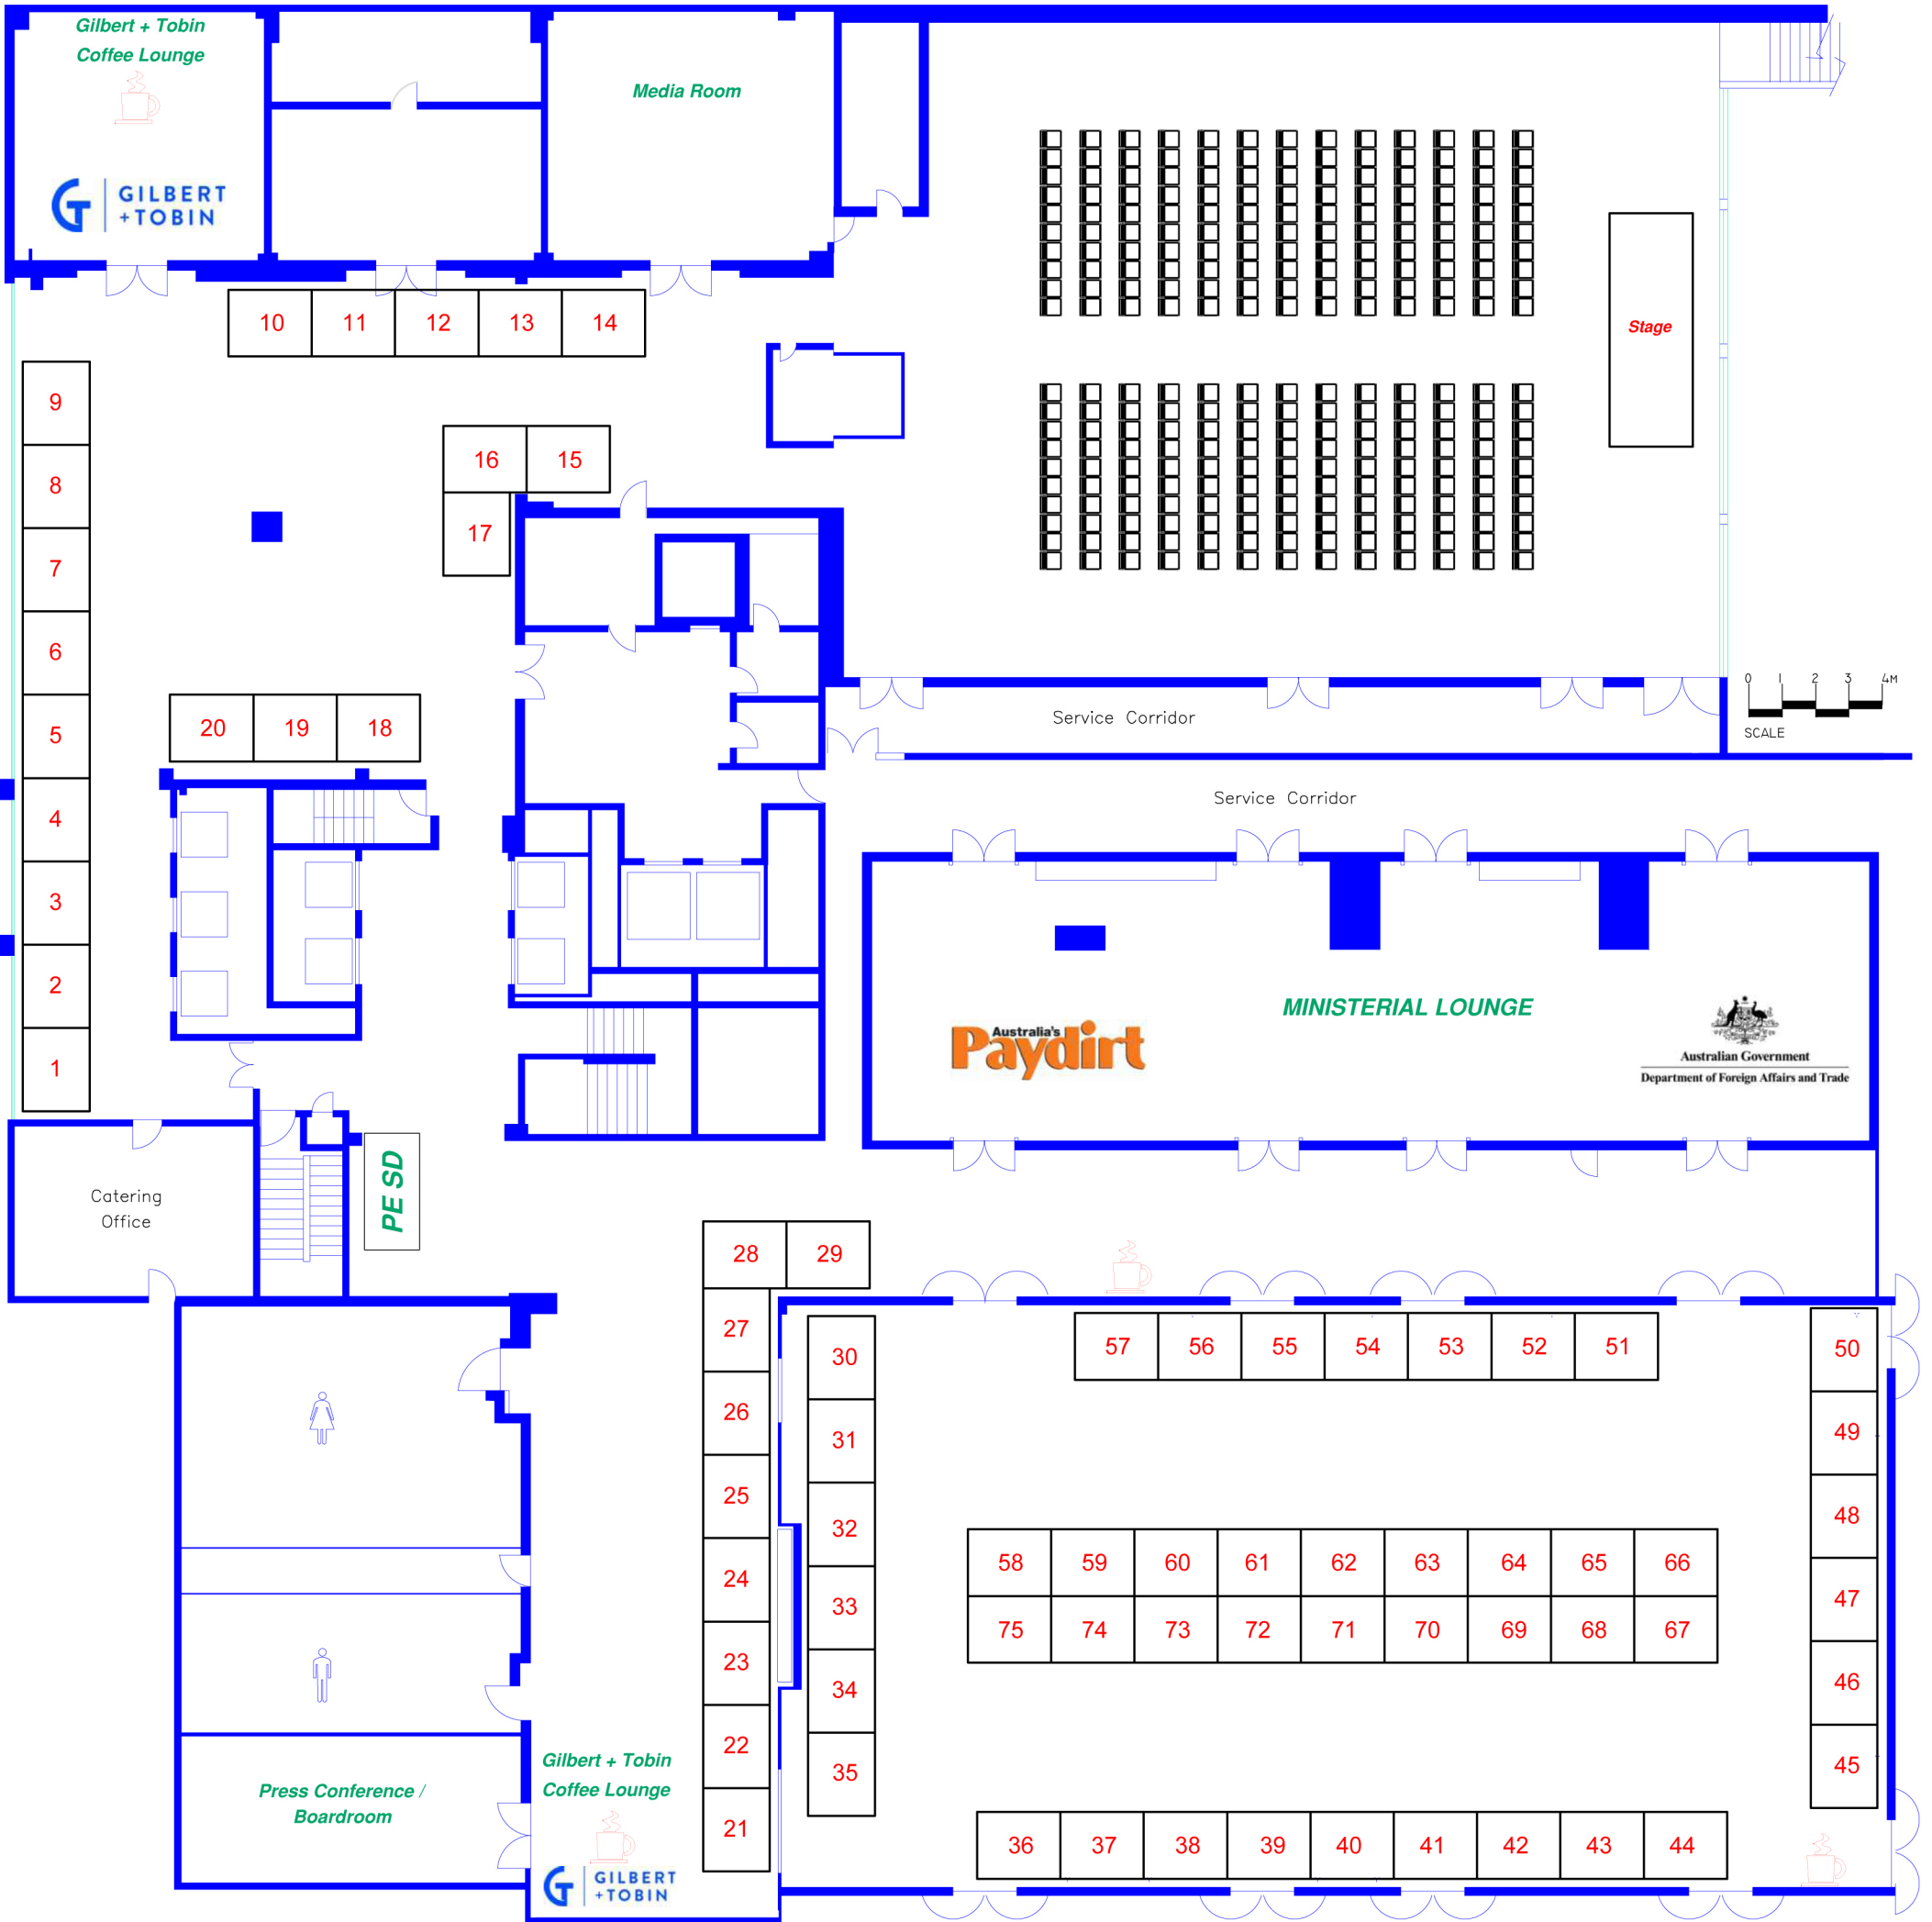 Gilbert + Tobin
Coffee Lounge
GILBERT
+TOBIN
Media Room
Stage
10 11 12 13 14
9
8
7
6
5
4
3
2
1
16 15
17
20 19 18
0 1 2 3 4M
SCALE
Service Corridor
Service Corridor
MINISTERIAL LOUNGE
Australia's
Paydirt
Australian Government
Department of Foreign Affairs and Trade
Catering
Office
PE SD
28 29
27
26
25
24
23
22
21
30
31
32
33
34
35
57 56 55 54 53 52 51
50
49
48
47
46
45
58 59 60 61 62 63 64 65 66
75 74 73 72 71 70 69 68 67
36 37 38 39 40 41 42 43 44
Press Conference /
Boardroom
Gilbert + Tobin
Coffee Lounge
GILBERT
+TOBIN